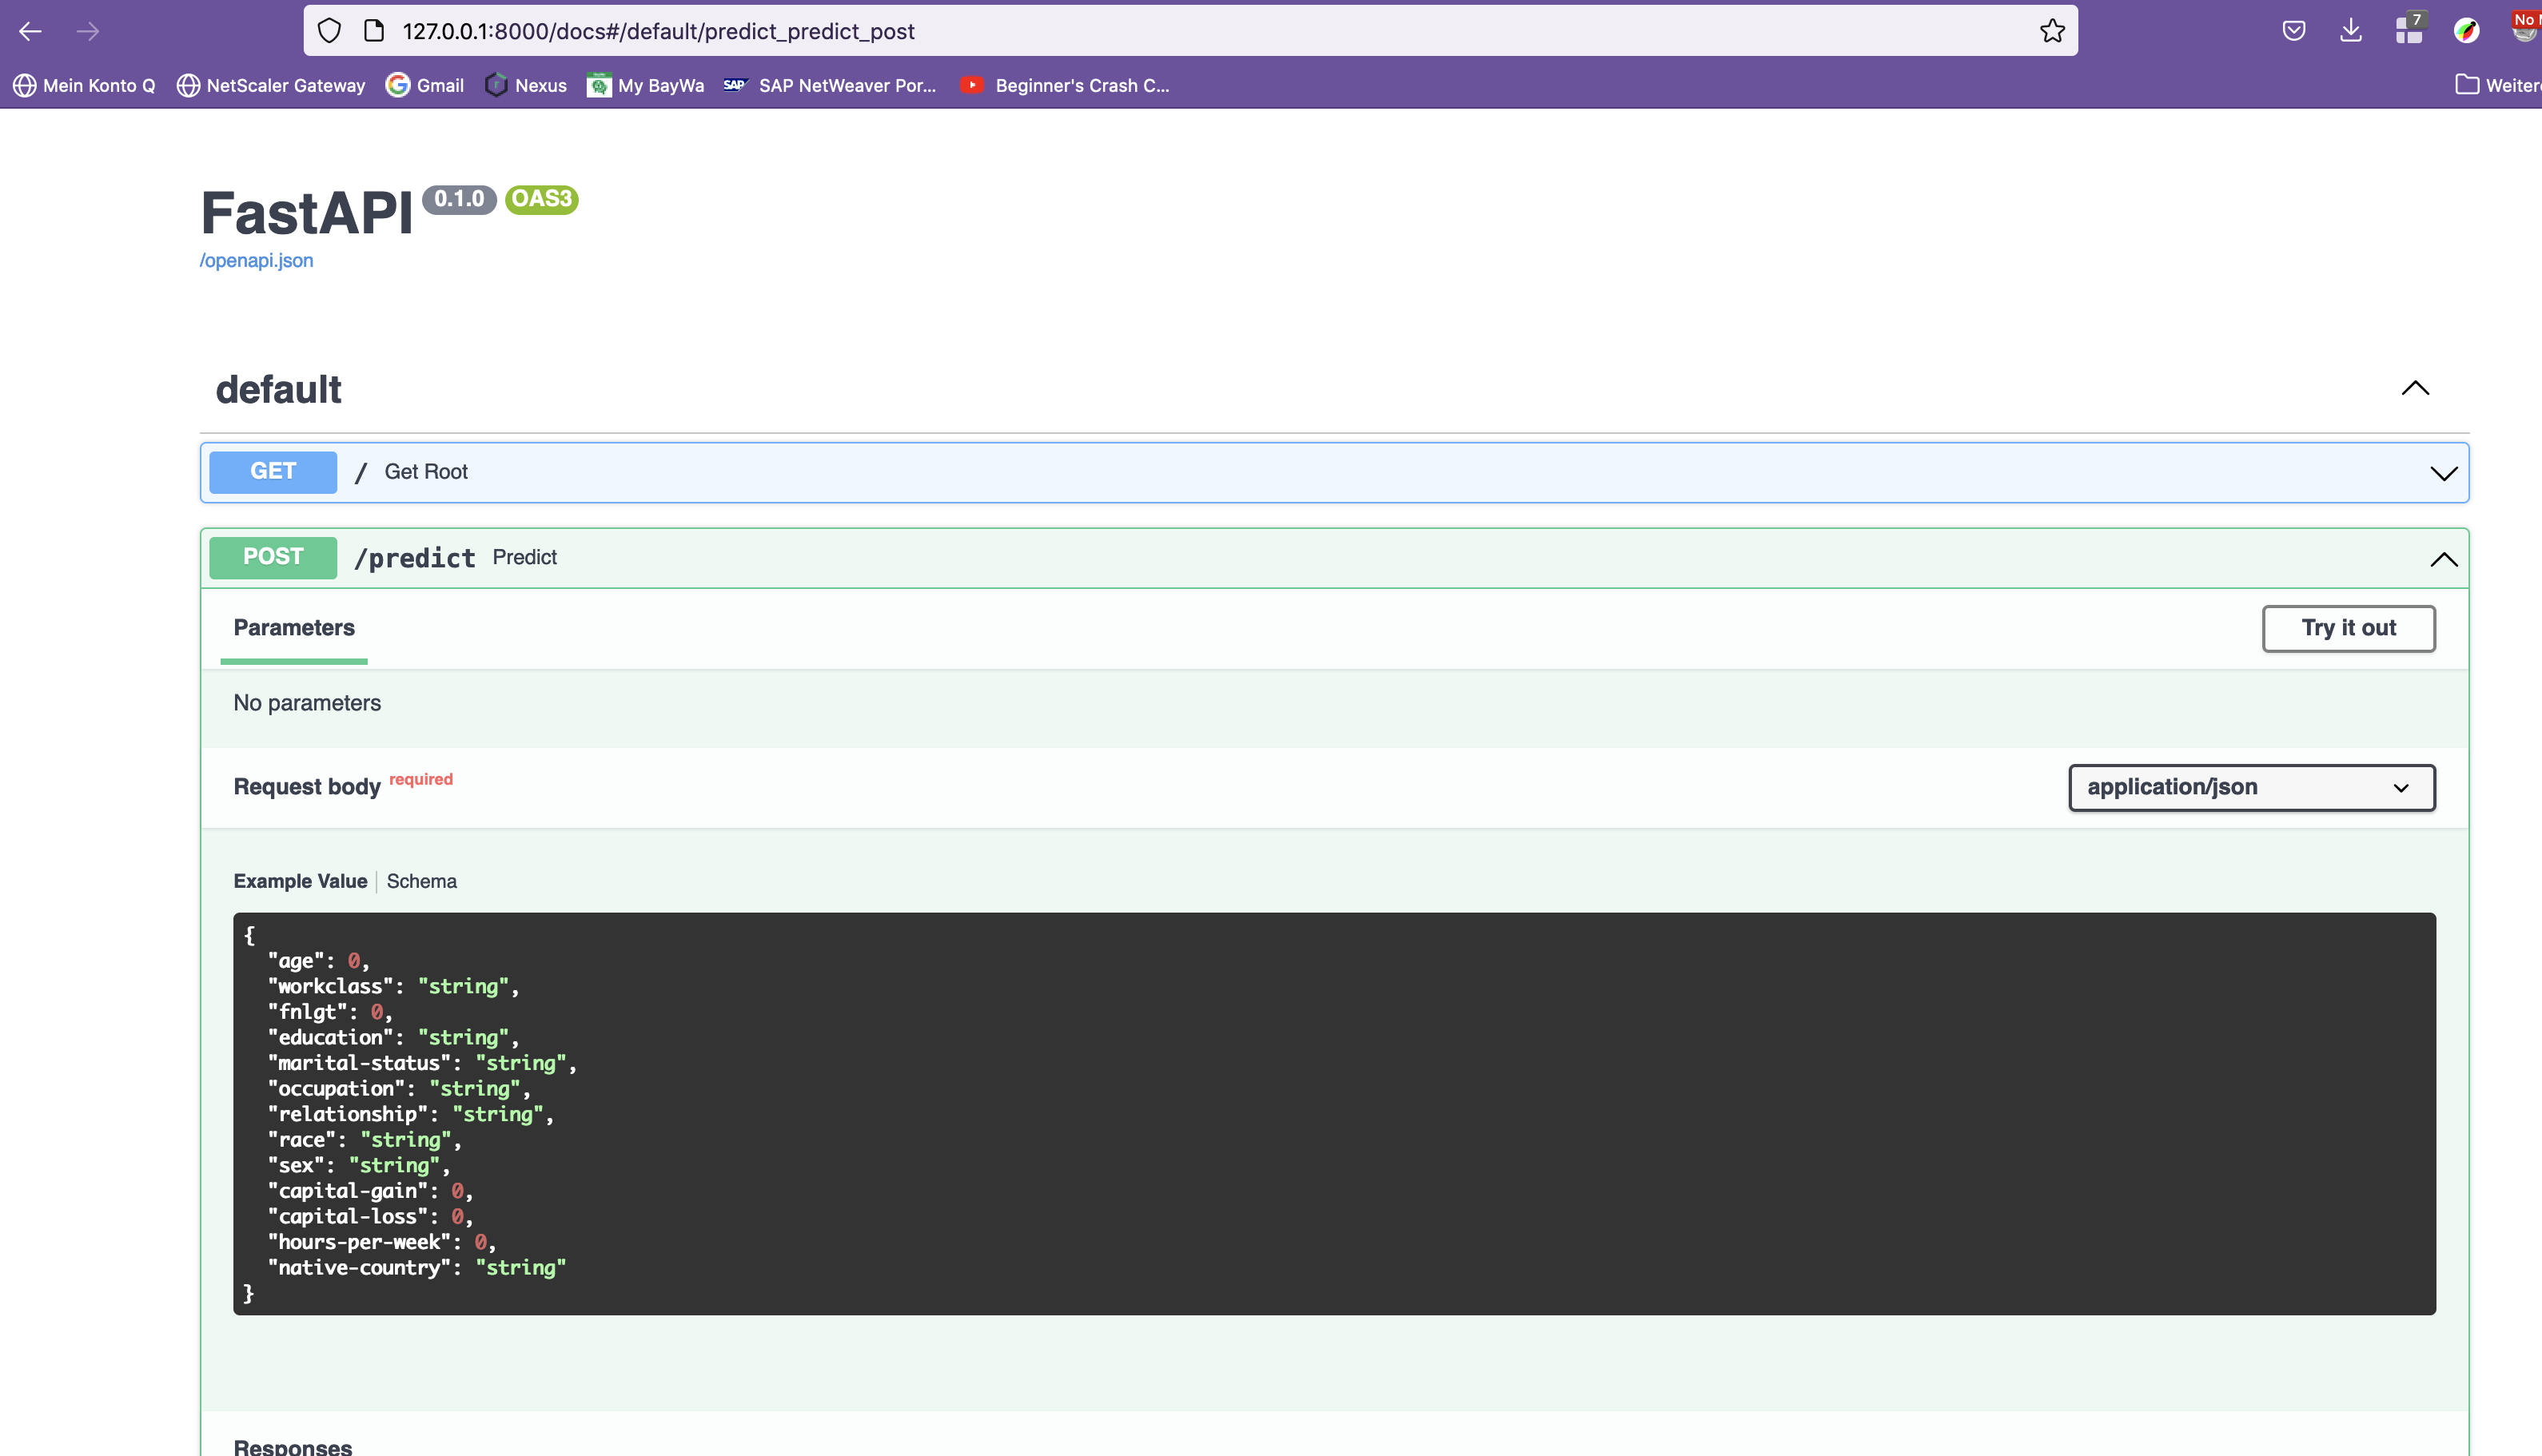 127.0.0.1:8000/docs#/default/predict_predict_post
7
No
Mein Konto Q NetScaler Gateway Gmail Nexus My BayWa SAP SAP NetWeaver Por... Beginner's Crash C... Weitere
FastAPI 0.1.0 OAS3
/openapi.json
default
GET / Get Root
POST /predict Predict
Parameters Try it out
No parameters
Request body required application/json
Example Value Schema
{
"age": 0,
"workclass": "string",
"fnlgt": 0,
"education": "string",
"marital-status": "string",
"occupation": "string",
"relationship": "string",
"race": "string",
"sex": "string",
"capital-gain": 0,
"capital-loss": 0,
"hours-per-week": 0,
"native-country": "string"
}
Responses